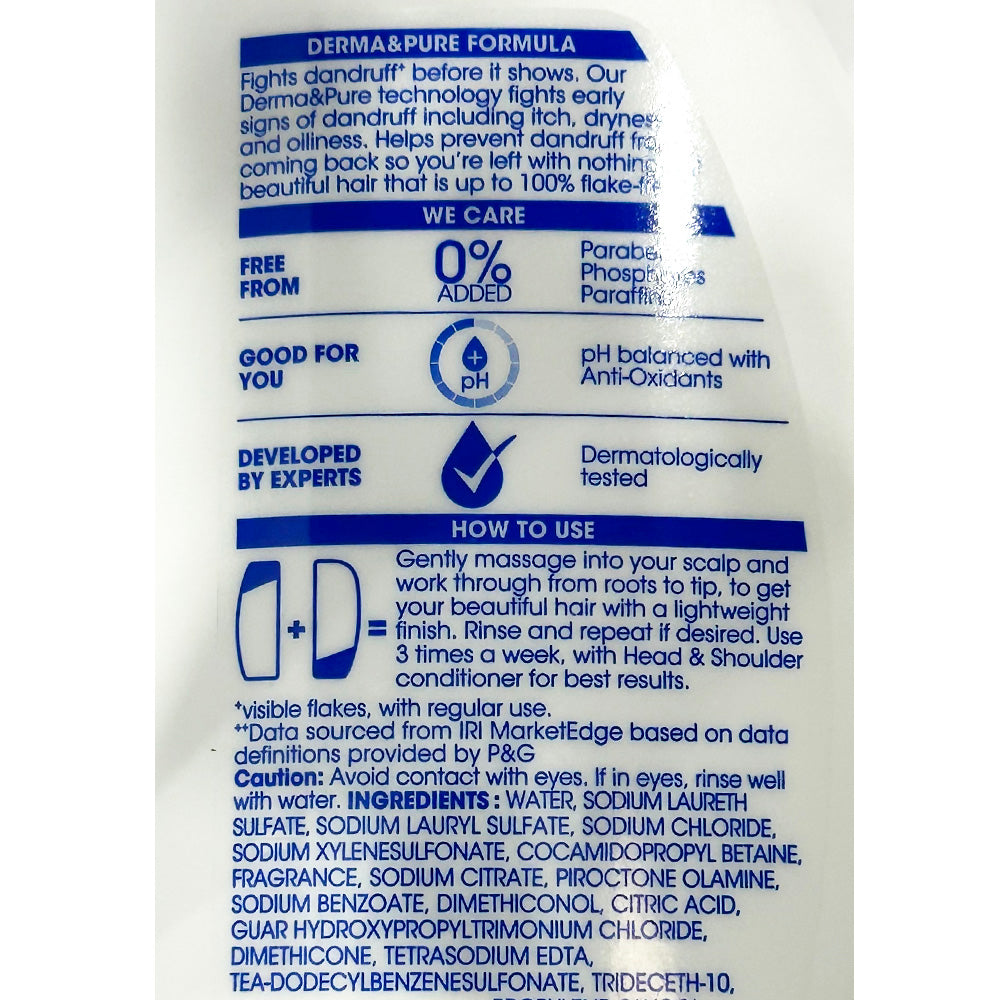 DERMA&PURE FORMULA
Fights dandruff⁺ before it shows. Our
Derma&Pure technology fights early
signs of dandruff including itch, dryness
and oiliness. Helps prevent dandruff
coming back so you're left with
beautiful hair that is up to 100%
WE CARE
FREE
FROM
0%
ADDED
Phosphates
GOOD FOR
YOU
pH
pH balanced with
Anti-Oxidants
DEVELOPED
BY EXPERTS
Dermatologically
tested
HOW TO USE
Gently massage into your scalp and
work through from roots to tip, to get
your beautiful hair with a lightweight
+ = finish. Rinse and repeat if desired. Use
3 times a week, with Head & Shoulder
conditioner for best results.
⁺visible flakes, with regular use.
⁺⁺Data sourced from IRI MarketEdge based on data
definitions provided by P&G
Caution: Avoid contact with eyes. If in eyes, rinse well
with water. INGREDIENTS : WATER, SODIUM LAURETH
SULFATE, SODIUM LAURYL SULFATE, SODIUM CHLORIDE,
SODIUM XYLENESULFONATE, COCAMIDOPROPYL BETAINE,
FRAGRANCE, SODIUM CITRATE, PIROCTONE OLAMINE,
SODIUM BENZOATE, DIMETHICONOL, CITRIC ACID,
GUAR HYDROXYPROPYLTRIMONIUM CHLORIDE,
DIMETHICONE, TETRASODIUM EDTA,
TEA-DODECYLBENZENESULFONATE, TRIDECETH-10,